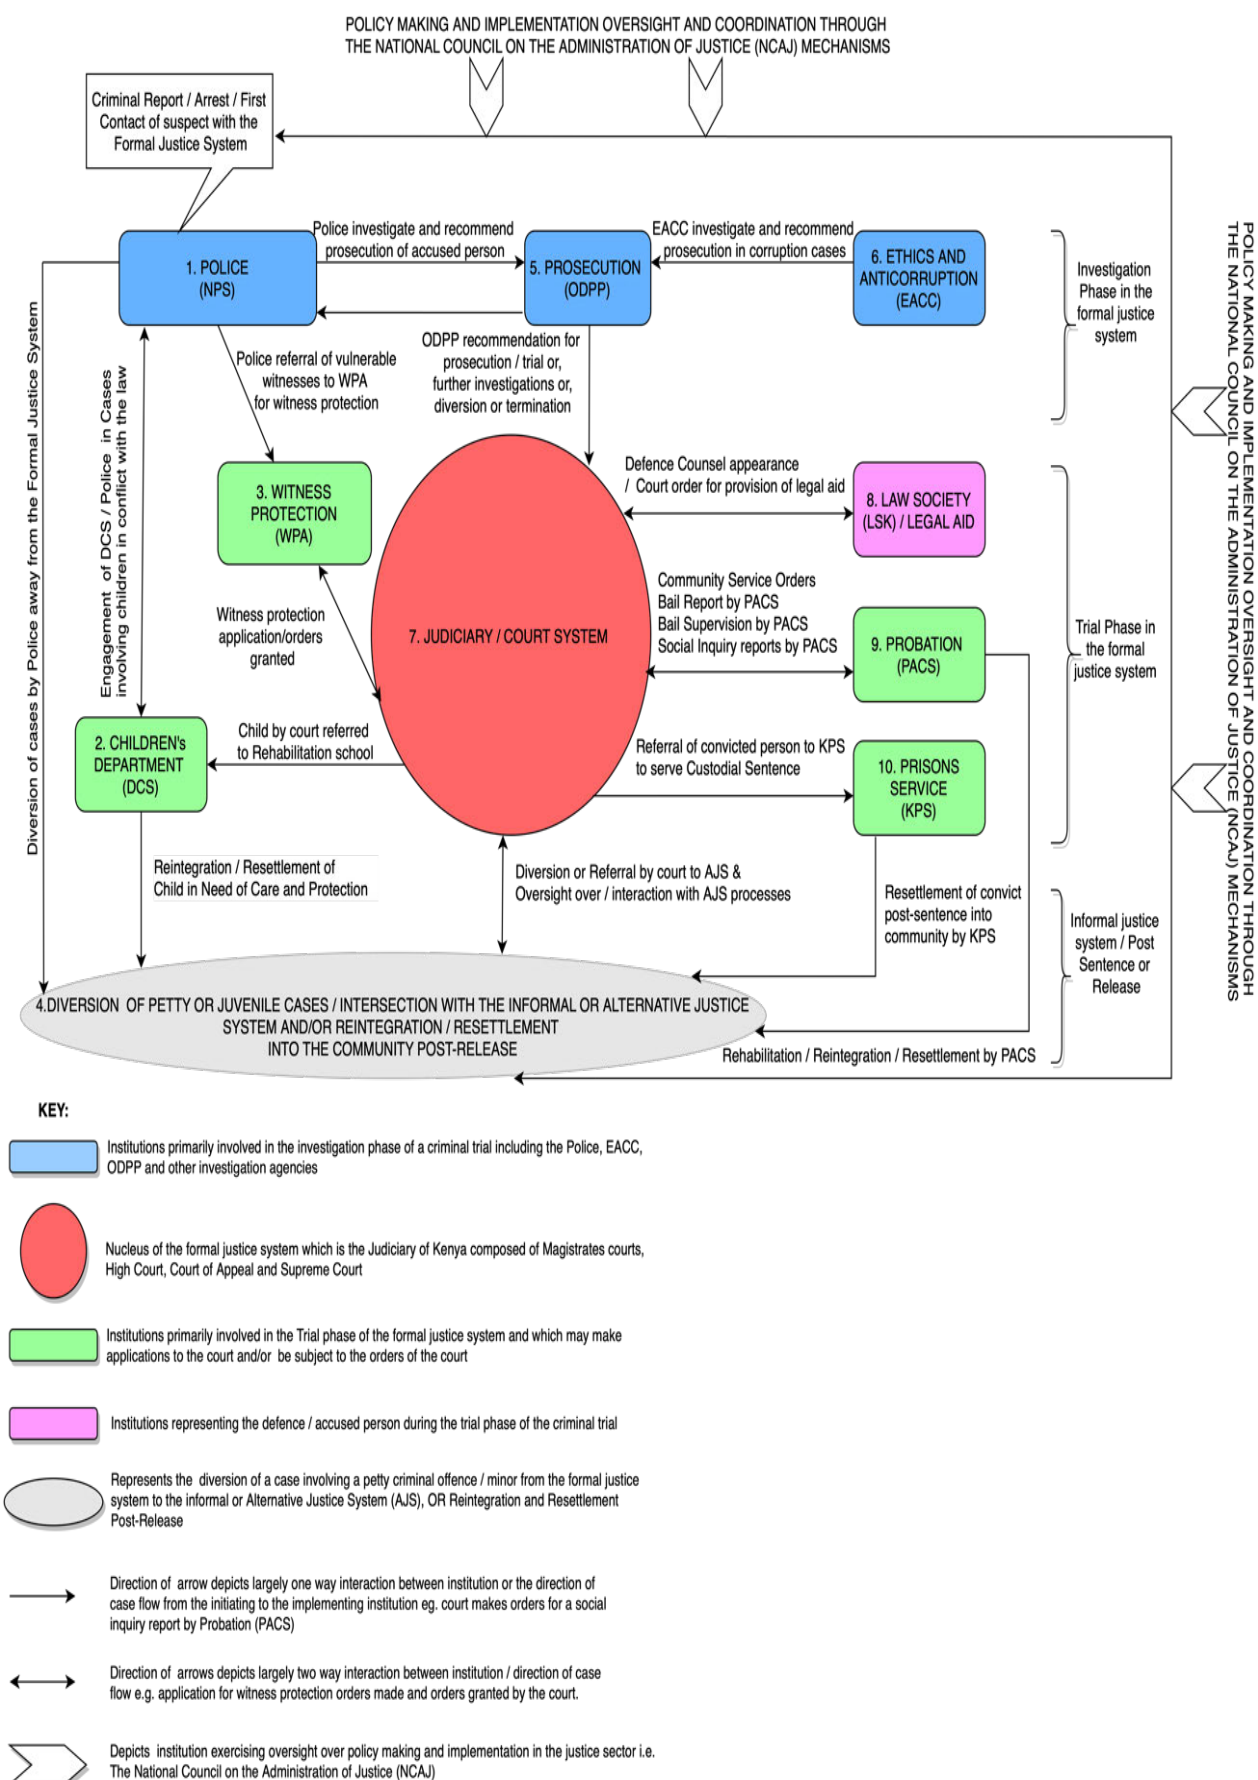 POLICY MAKING AND IMPLEMENTATION OVERSIGHT AND COORDINATION THROUGH
THE NATIONAL COUNCIL ON THE ADMINISTRATION OF JUSTICE (NCAJ) MECHANISMS
Criminal Report / Arrest / First
Contact of suspect with the
Formal Justice System
Police investigate and recommend
prosecution of accused person
EACC investigate and recommend
prosecution in corruption cases
1. POLICE
(NPS)
5. PROSECUTION
(ODPP)
6. ETHICS AND
ANTICORRUPTION
(EACC)
Investigation
Phase in the
formal justice
system
POLICY MAKING AND IMPLEMENTATION OVERSIGHT AND COORDINATION THROUGH
THE NATIONAL COUNCIL ON THE ADMINISTRATION OF JUSTICE (NCAJ) MECHANISMS
Diversion of cases by Police away from the Formal Justice System
Engagement of DCS / Police in Cases
involving children in conflict with the law
Police referral of vulnerable
witnesses to WPA
for witness protection
ODPP recommendation for
prosecution / trial or,
further investigations or,
diversion or termination
3. WITNESS
PROTECTION
(WPA)
Defence Counsel appearance
/ Court order for provision of legal aid
8. LAW SOCIETY
(LSK) / LEGAL AID
Witness protection
application/orders
granted
7. JUDICIARY / COURT SYSTEM
Community Service Orders
Bail Report by PACS
Bail Supervision by PACS
Social Inquiry reports by PACS
9. PROBATION
(PACS)
Trial Phase in
the formal
justice system
2. CHILDREN's
DEPARTMENT
(DCS)
Child by court referred
to Rehabilitation school
Referral of convicted person to KPS
to serve Custodial Sentence
10. PRISONS
SERVICE
(KPS)
Reintegration / Resettlement of
Child in Need of Care and Protection
Diversion or Referral by court to AJS &
Oversight over / interaction with AJS processes
Resettlement of convict
post-sentence into
community by KPS
Informal justice
system / Post
Sentence or
Release
4.DIVERSION OF PETTY OR JUVENILE CASES / INTERSECTION WITH THE INFORMAL OR ALTERNATIVE JUSTICE
SYSTEM AND/OR REINTEGRATION / RESETTLEMENT
INTO THE COMMUNITY POST-RELEASE
Rehabilitation / Reintegration / Resettlement by PACS
KEY:
Institutions primarily involved in the investigation phase of a criminal trial including the Police, EACC,
ODPP and other investigation agencies
Nucleus of the formal justice system which is the Judiciary of Kenya composed of Magistrates courts,
High Court, Court of Appeal and Supreme Court
Institutions primarily involved in the Trial phase of the formal justice system and which may make
applications to the court and/or be subject to the orders of the court
Institutions representing the defence / accused person during the trial phase of the criminal trial
Represents the diversion of a case involving a petty criminal offence / minor from the formal justice
system to the informal or Alternative Justice System (AJS), OR Reintegration and Resettlement
Post-Release
Direction of arrow depicts largely one way interaction between institution or the direction of
case flow from the initiating to the implementing institution eg. court makes orders for a social
inquiry report by Probation (PACS)
Direction of arrows depicts largely two way interaction between institution / direction of case
flow e.g. application for witness protection orders made and orders granted by the court.
Depicts institution exercising oversight over policy making and implementation in the justice sector i.e.
The National Council on the Administration of Justice (NCAJ)